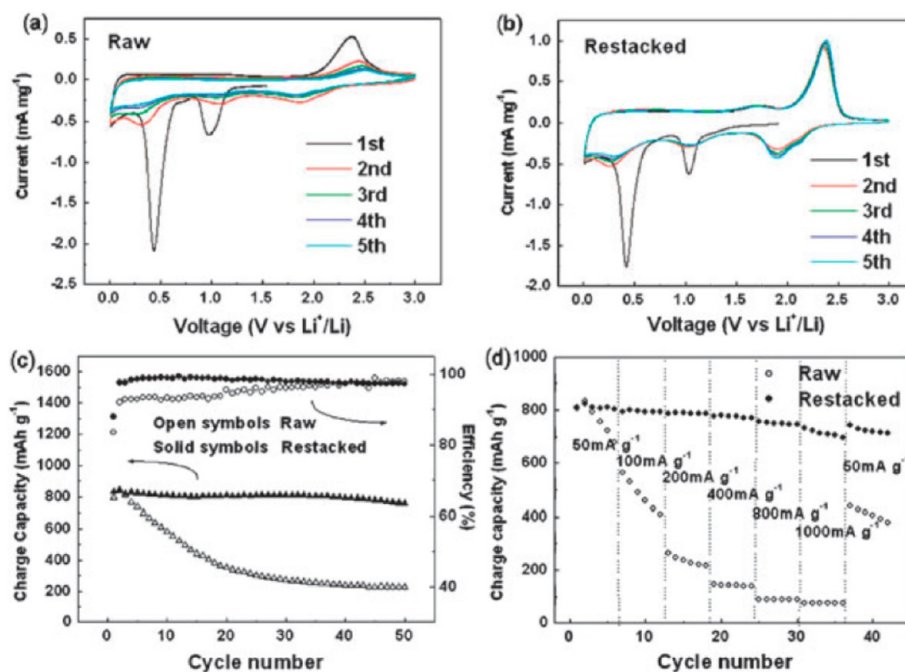 (a)
Raw
0.5
0.0
-0.5
-1.0
-1.5
-2.0
-2.5
Current (mA mg⁻¹)
1st
2nd
3rd
4th
5th
0.0 0.5 1.0 1.5 2.0 2.5 3.0
Voltage (V vs Li⁺/Li)
(b)
Restacked
1.0
0.5
0.0
-0.5
-1.0
-1.5
-2.0
Current (mA mg⁻¹)
1st
2nd
3rd
4th
5th
0.0 0.5 1.0 1.5 2.0 2.5 3.0
Voltage (V vs Li⁺/Li)
(c)
1600
1400
1200
1000
800
600
400
200
0
Charge Capacity (mAh g⁻¹)
Open symbols Raw
Solid symbols Restacked
100
80
60
40
Efficiency(%)
0 10 20 30 40 50
Cycle number
(d)
1000
800
600
400
200
0
Charge capacity (mAh g⁻¹)
Raw
Restacked
50mA g⁻¹
100mA g⁻¹
200mA g⁻¹
400mA g⁻¹
800mA g⁻¹
1000mA g⁻¹
50mA g⁻¹
0 10 20 30 40
Cycle number